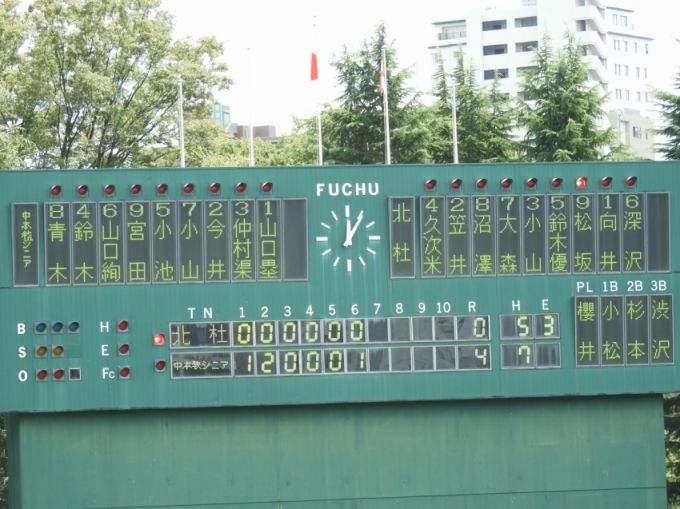 FUCHU
中本牧シニア
8 4 6 9 5 7 2 3 1
青木 鈴木 山口絢 宮田 小池 小山 今井 仲村渠 山口塁
北杜
4 2 8 7 3 5 9 1 6
久次米 笠井 沼澤 大森 小山 鈴木優 松坂 向井 深沢
PL 1B 2B 3B
櫻井 小松 杉本 渋沢
T N 1 2 3 4 5 6 7 8 9 10 R H E
北杜 0 0 0 0 0 0 0 5 3
中本牧シニア 1 2 0 0 0 1 4 7
B H
S E
O Fc